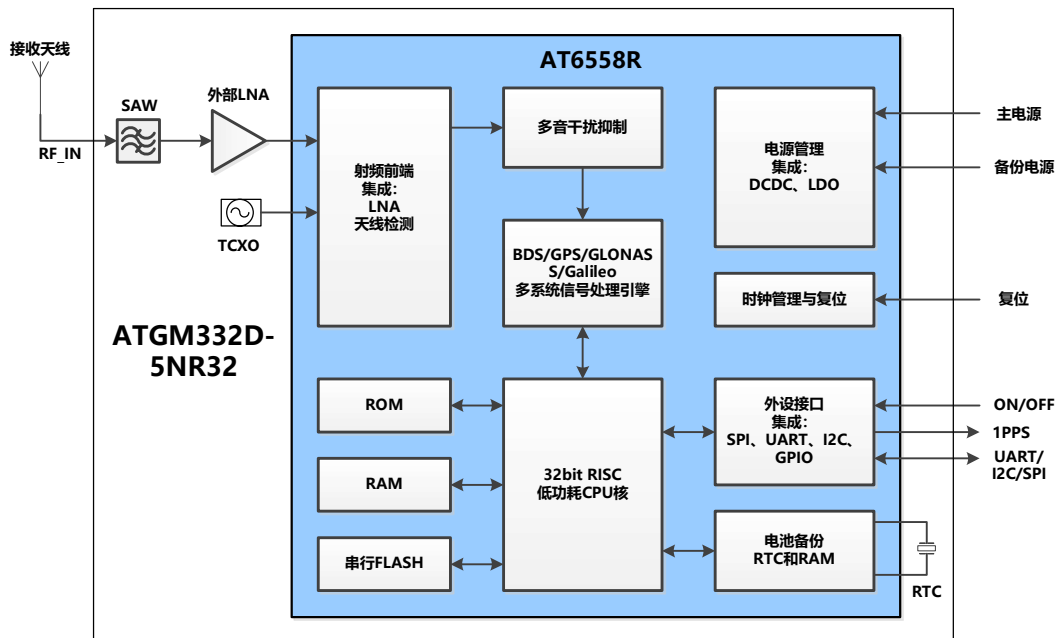 接收天线
RF_IN
SAW
外部LNA
TCXO
ATGM332D-
5NR32
AT6558R
射频前端
集成：
LNA
天线检测
多音干扰抑制
BDS/GPS/GLONAS
S/Galileo
多系统信号处理引擎
电源管理
集成：
DCDC、LDO
时钟管理与复位
ROM
RAM
串行FLASH
32bit RISC
低功耗CPU核
外设接口
集成：
SPI、UART、I2C、
GPIO
电池备份
RTC和RAM
主电源
备份电源
复位
ON/OFF
1PPS
UART/
I2C/SPI
RTC